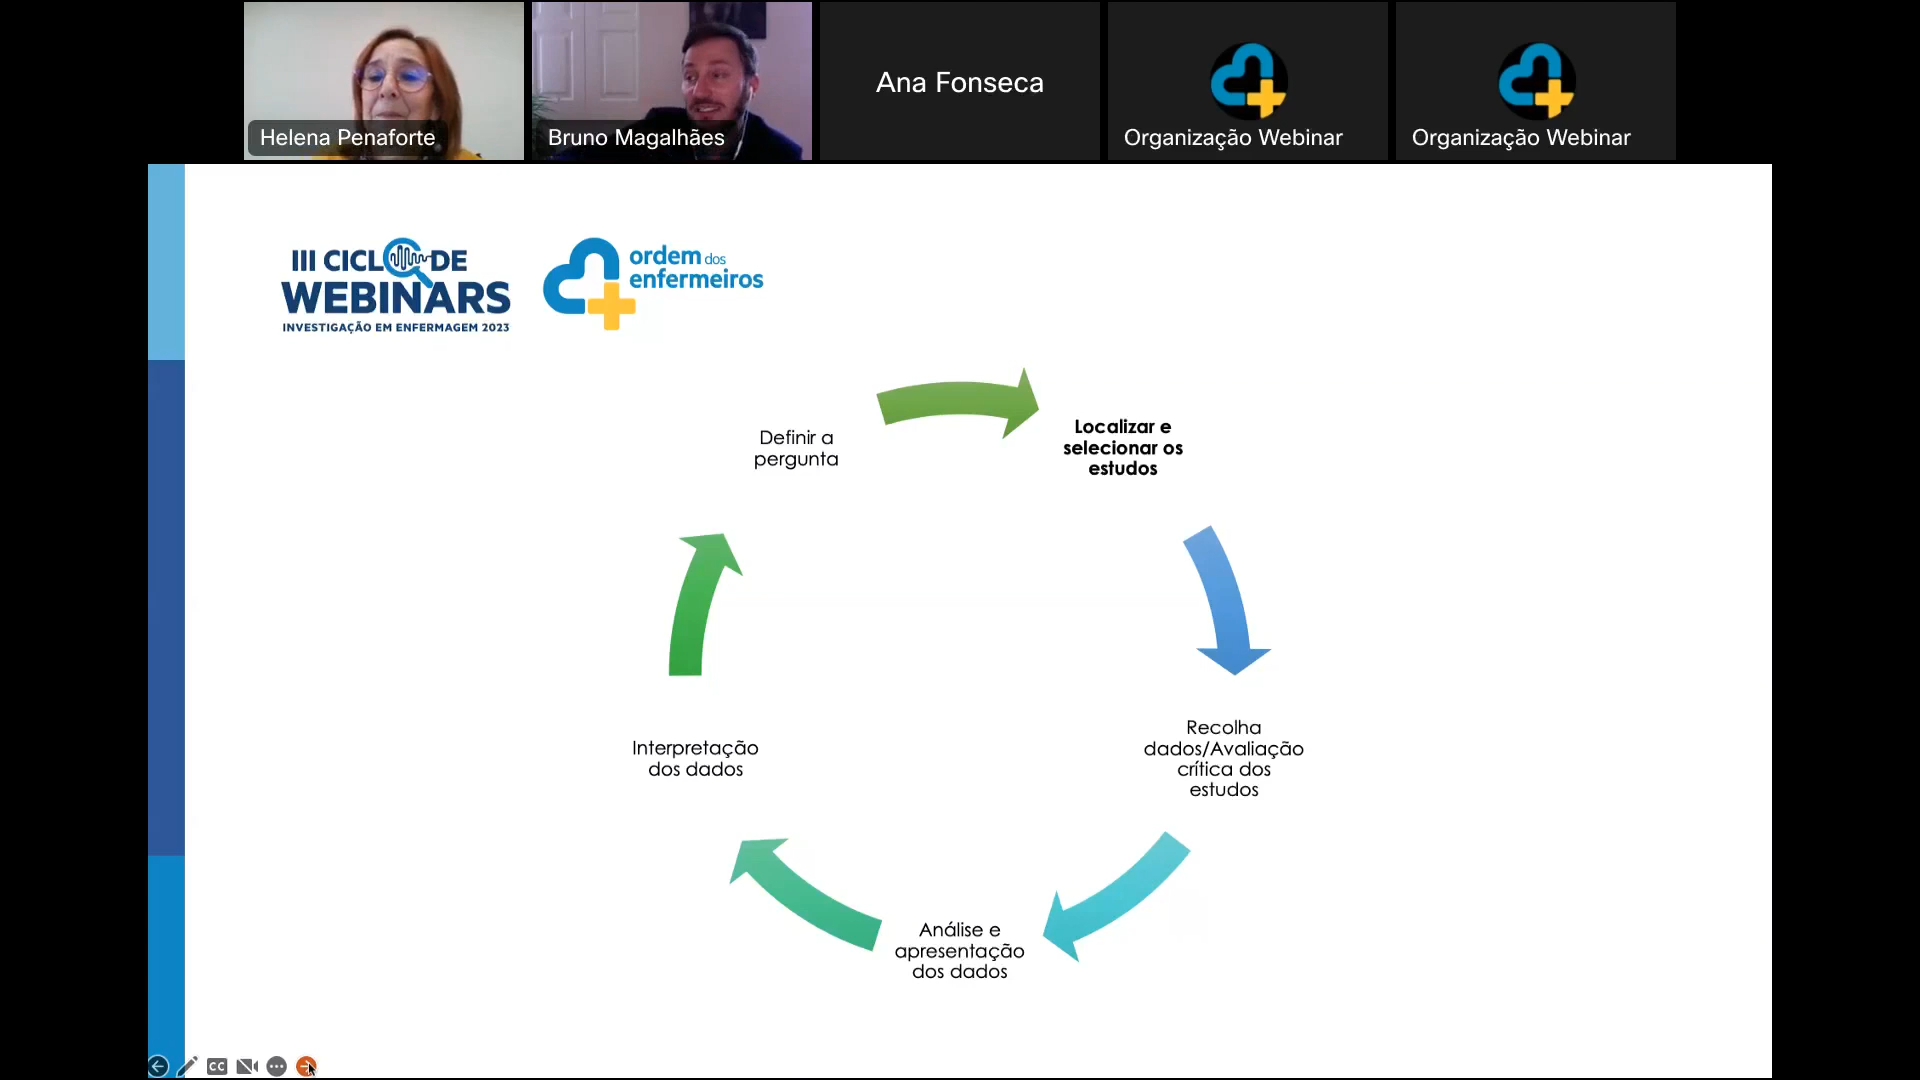 Helena Penaforte
Bruno Magalhães
Ana Fonseca
Organização Webinar
Organização Webinar
III CICLO DE
WEBINARS
INVESTIGAÇÃO EM ENFERMAGEM 2023
ordem dos
enfermeiros
Definir a
pergunta
Localizar e
selecionar os
estudos
Recolha
dados/Avaliação
crítica dos
estudos
Análise e
apresentação
dos dados
Interpretação
dos dados
CC